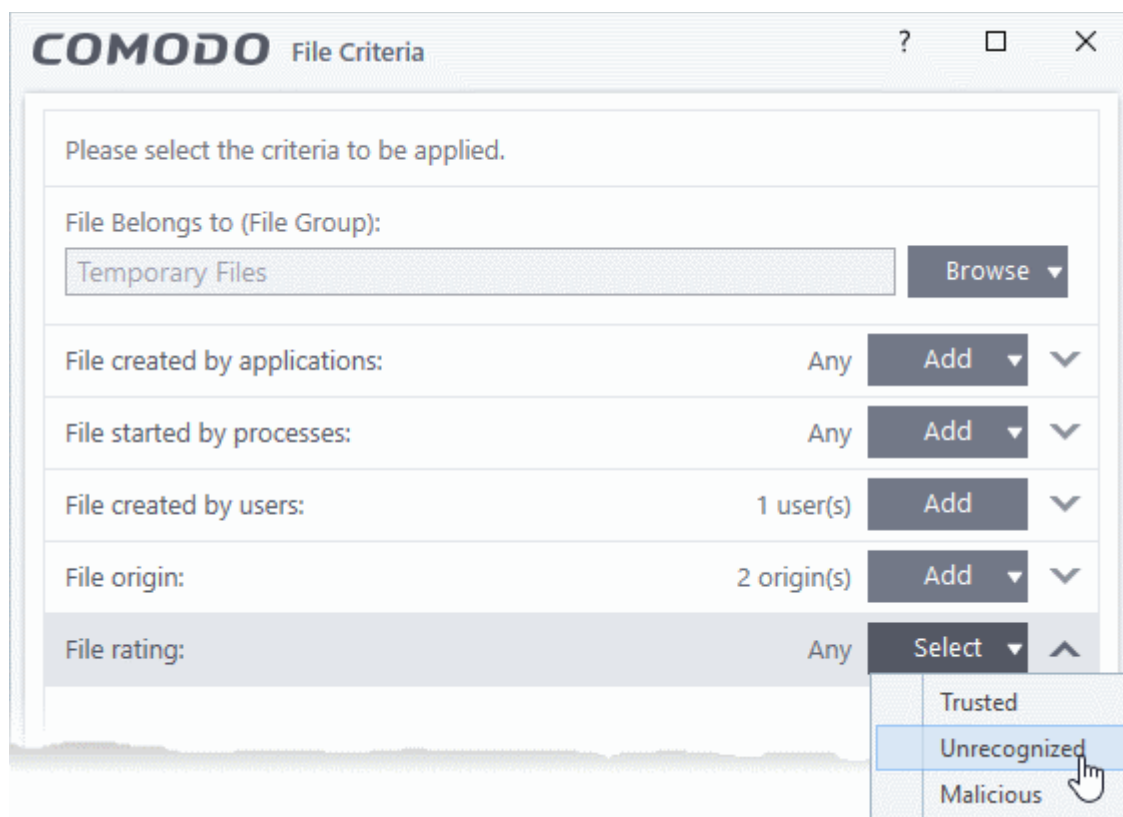 COMODO File Criteria ?
Please select the criteria to be applied.
File Belongs to (File Group):
Temporary Files Browse
File created by applications: Any Add
File started by processes: Any Add
File created by users: 1 user(s) Add
File origin: 2 origin(s) Add
File rating: Any Select
Trusted
Unrecognized
Malicious